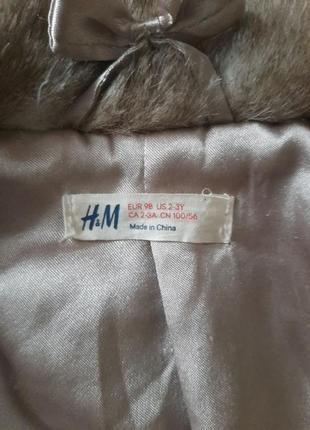 H&M
EUR 98 US 2-3Y
CA 2-3A CN 100/56
Made in China